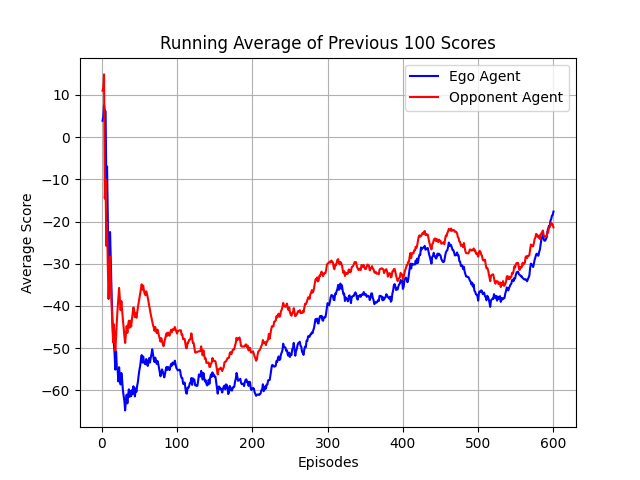 Running Average of Previous 100 Scores
Ego Agent
Opponent Agent
Average Score
10
0
−10
−20
−30
−40
−50
−60
0 100 200 300 400 500 600
Episodes